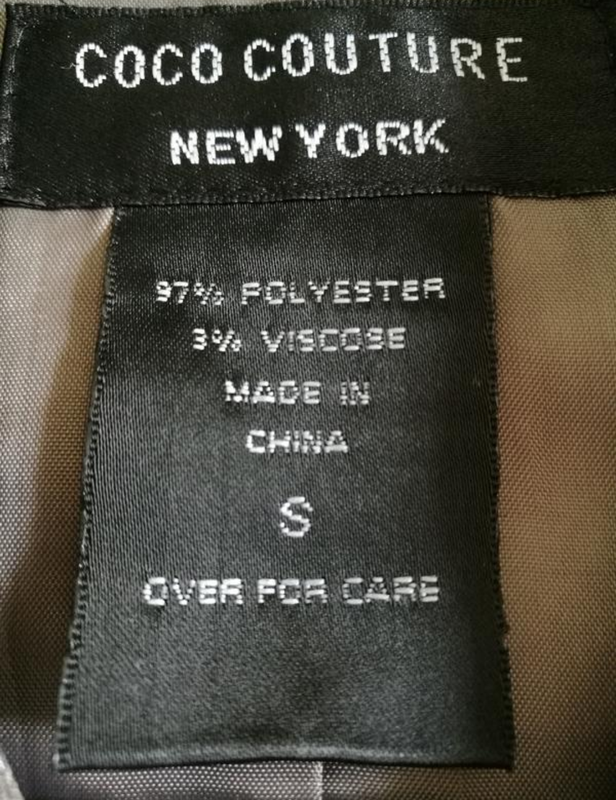 COCO COUTURE
NEW YORK
97% POLYESTER
3% VISCOSE
MADE IN
CHINA
S
OVER FOR CARE